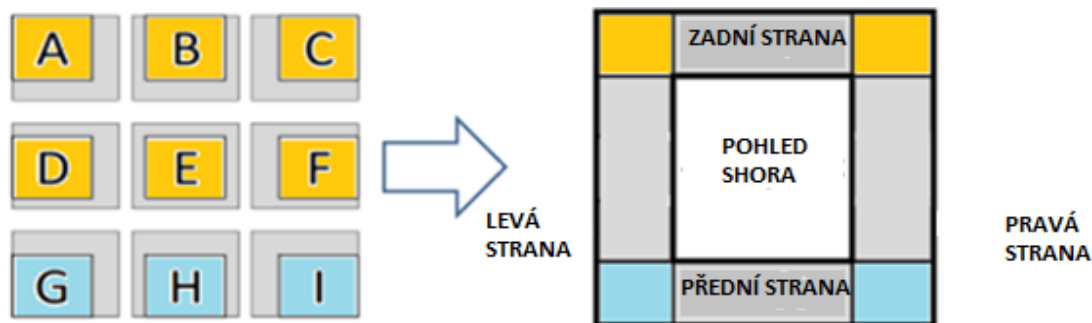 A B C
ZADNÍ STRANA
D E F
POHLED
SHORA
LEVÁ
STRANA
PRAVÁ
STRANA
G H I
PŘEDNÍ STRANA